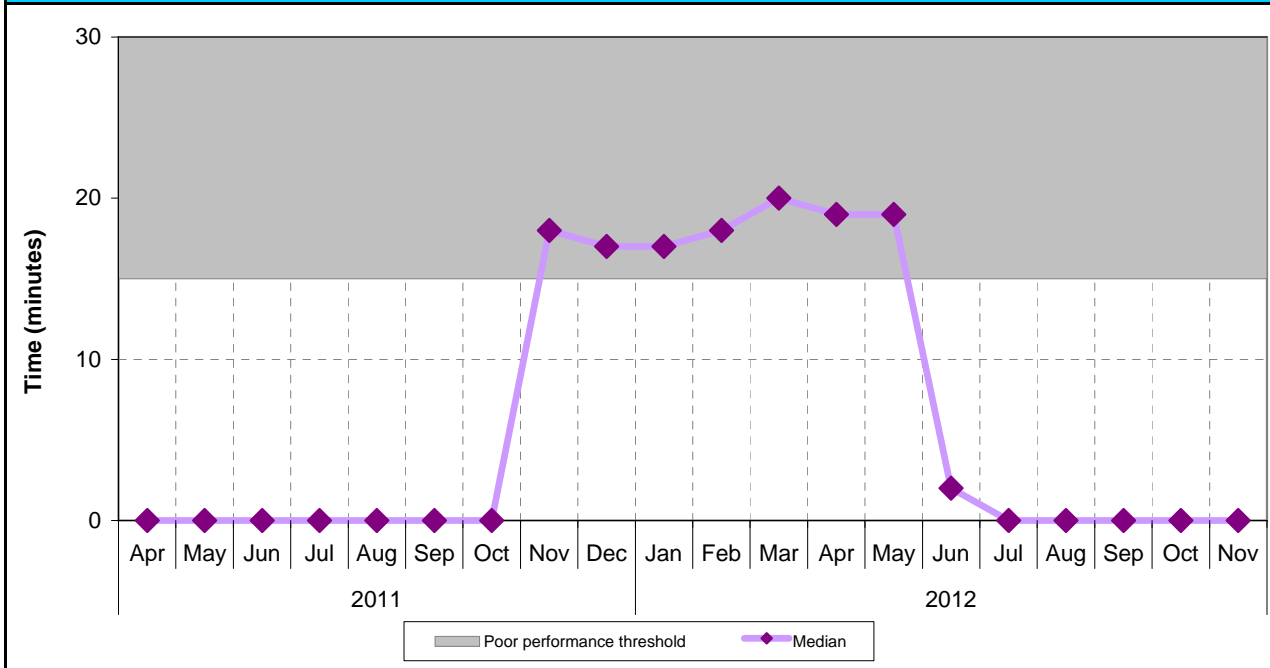 30
20
10
0
Time (minutes)
Apr May Jun Jul Aug Sep Oct Nov Dec Jan Feb Mar Apr May Jun Jul Aug Sep Oct Nov
2011 2012
Poor performance threshold Median